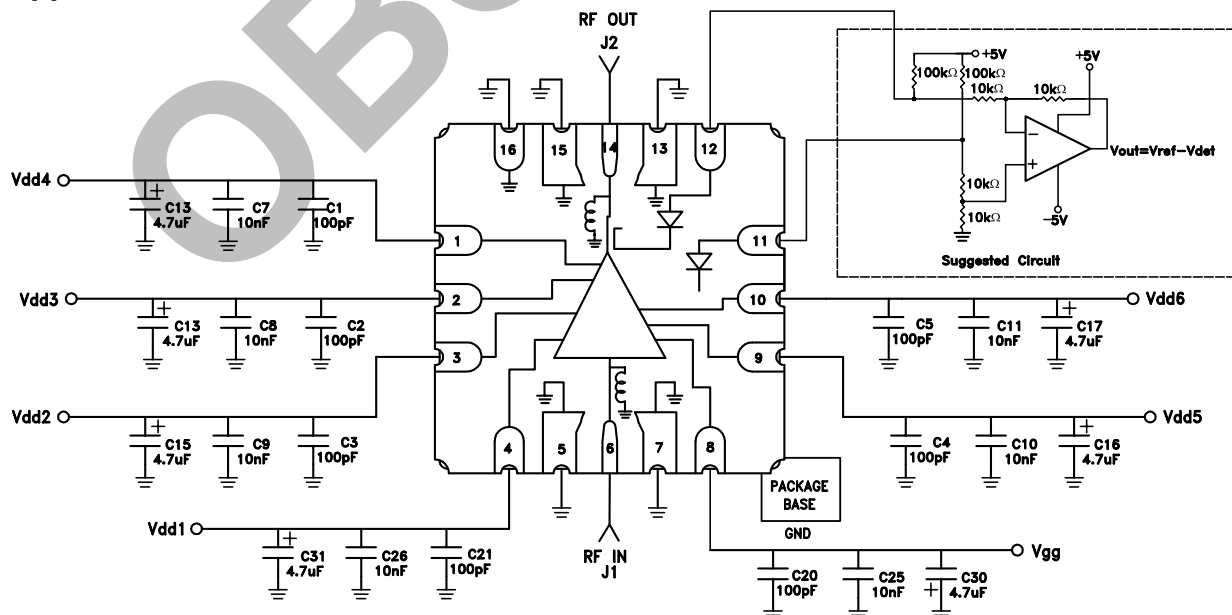 RF OUT
J2
+5V
+5V
100kΩ
100kΩ
10kΩ
10kΩ
16
15
14
13
12
−
+
Vout=Vref-Vdet
Vdd4
+
C13
4.7uF
C7
10nF
C1
100pF
10kΩ
10kΩ
-5V
1
11
Suggested Circuit
Vdd3
+
C13
4.7uF
C8
10nF
C2
100pF
2
10
Vdd6
C5
100pF
C11
10nF
+
C17
4.7uF
3
9
Vdd2
+
C15
4.7uF
C9
10nF
C3
100pF
Vdd5
C4
100pF
C10
10nF
+
C16
4.7uF
4
5
6
7
8
PACKAGE
BASE
GND
Vdd1
+
C31
4.7uF
C26
10nF
C21
100pF
RF IN
J1
Vgg
C20
100pF
C25
10nF
+
C30
4.7uF